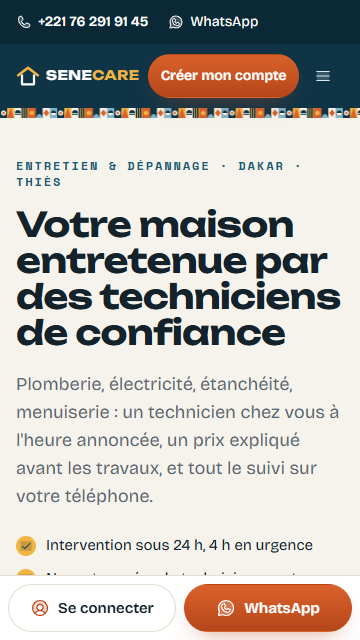 +221 76 291 91 45 WhatsApp
SENECARE Créer mon compte
ENTRETIEN & DÉPANNAGE · DAKAR ·
THIÈS
Votre maison
entretenue par
des techniciens
de confiance
Plomberie, électricité, étanchéité,
menuiserie : un technicien chez vous à
l'heure annoncée, un prix expliqué
avant les travaux, et tout le suivi sur
votre téléphone.
Intervention sous 24 h, 4 h en urgence
Se connecter WhatsApp